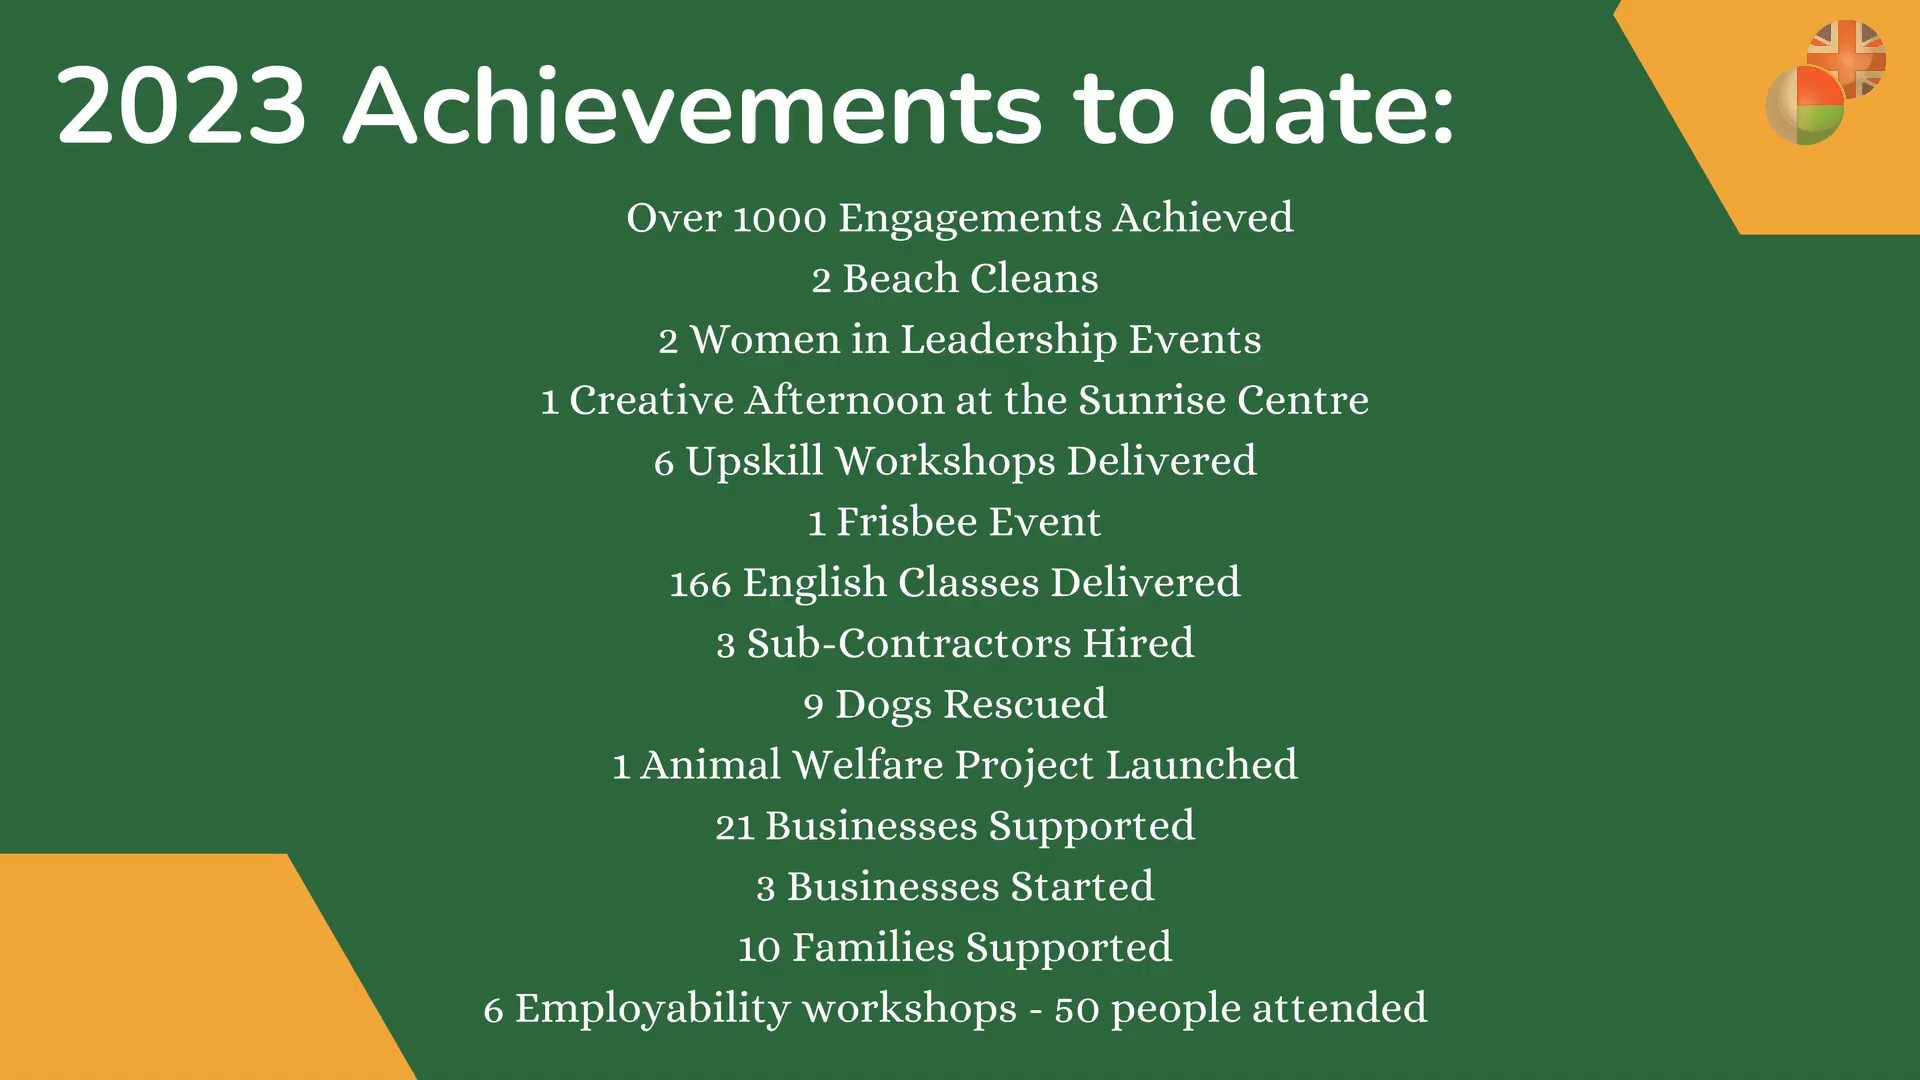 2023 Achievements to date:
Over 1000 Engagements Achieved
2 Beach Cleans
2 Women in Leadership Events
1 Creative Afternoon at the Sunrise Centre
6 Upskill Workshops Delivered
1 Frisbee Event
166 English Classes Delivered
3 Sub-Contractors Hired
9 Dogs Rescued
1 Animal Welfare Project Launched
21 Businesses Supported
3 Businesses Started
10 Families Supported
6 Employability workshops - 50 people attended